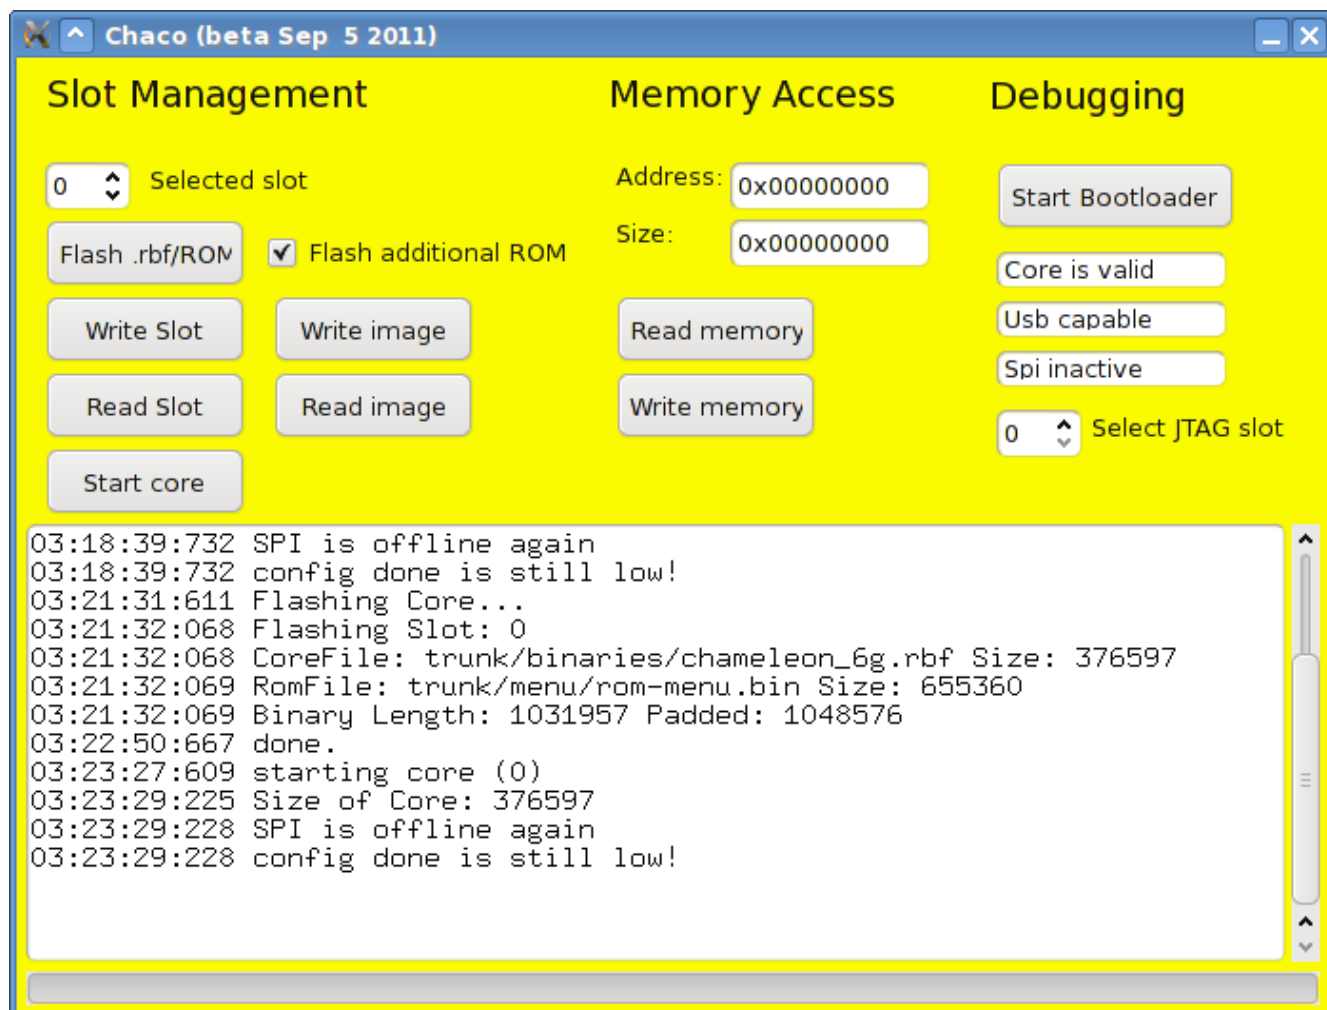 Chaco (beta Sep  5 2011)
Slot Management
Memory Access
Debugging
0 Selected slot
Address: 0x00000000
Start Bootloader
Flash .rbf/ROM
Flash additional ROM
Size: 0x00000000
Core is valid
Write Slot
Write image
Read memory
Usb capable
Spi inactive
Read Slot
Read image
Write memory
0 Select JTAG slot
Start core
03:18:39:732 SPI is offline again
03:18:39:732 config done is still low!
03:21:31:611 Flashing Core...
03:21:32:068 Flashing Slot: 0
03:21:32:068 CoreFile: trunk/binaries/chameleon_6g.rbf Size: 376597
03:21:32:069 RomFile: trunk/menu/rom-menu.bin Size: 655360
03:21:32:069 Binary Length: 1031957 Padded: 1048576
03:22:50:667 done.
03:23:27:609 starting core (0)
03:23:29:225 Size of Core: 376597
03:23:29:228 SPI is offline again
03:23:29:228 config done is still low!